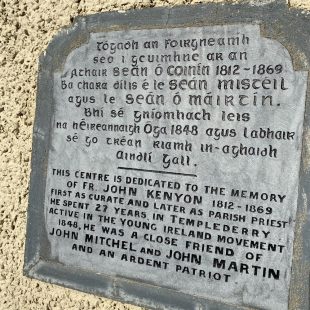 Tógadh an foirgneamh
seo i gcuimhne ar an
Athair Seán Ó Coinín 1812-1869
Ba chara dílis é le Seán Misteil
agus le Seán Ó Máirtín.
Bhí sé gníomhach leis
na hÉireannaigh Óga 1848 agus labhair
sé go tréan riamh in-aghaidh
Aindlí Gall.
THIS CENTRE IS DEDICATED TO THE MEMORY
OF FR. JOHN KENYON 1812-1869
FIRST AS CURATE AND LATER AS PARISH PRIEST
HE SPENT 27 YEARS IN TEMPLEDERRY
ACTIVE IN THE YOUNG IRELAND MOVEMENT
1848, HE WAS A CLOSE FRIEND OF
JOHN MITCHEL AND JOHN MARTIN
AND AN ARDENT PATRIOT.